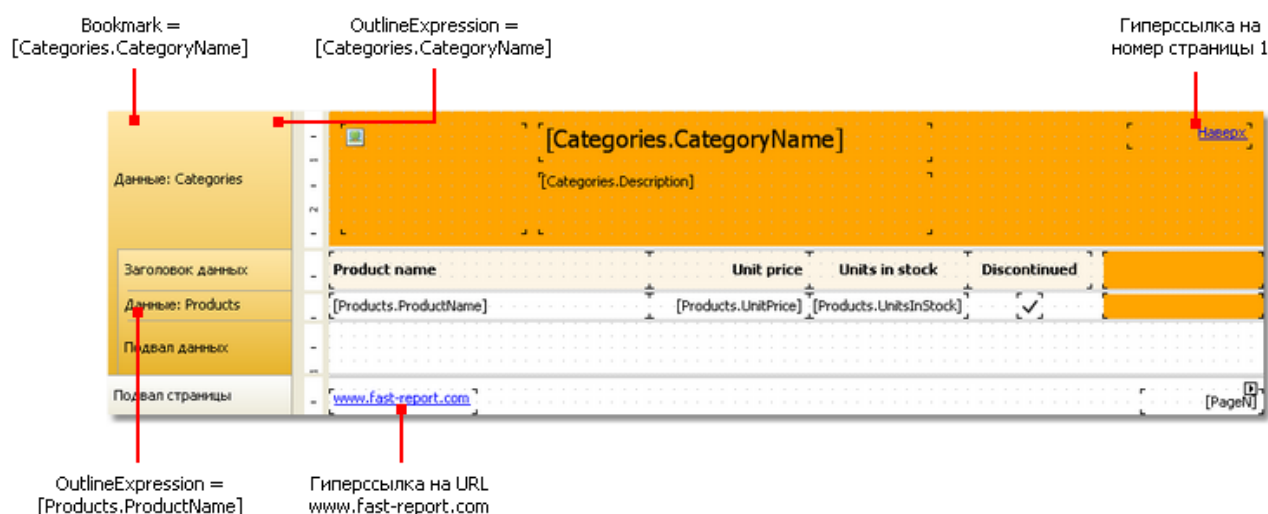 Bookmark =
[Categories.CategoryName]
OutlineExpression =
[Categories.CategoryName]
Гиперссылка на
номер страницы 1
Данные: Categories
[Categories.CategoryName]
Наверх
[Categories.Description]
2
Заголовок данных
Product name
Unit price
Units in stock
Discontinued
Данные: Products
[Products.ProductName]
[Products.UnitPrice]
[Products.UnitsInStock]
Подвал данных
Подвал страницы
www.fast-report.com
[PageN]
OutlineExpression =
[Products.ProductName]
Гиперссылка на URL
www.fast-report.com